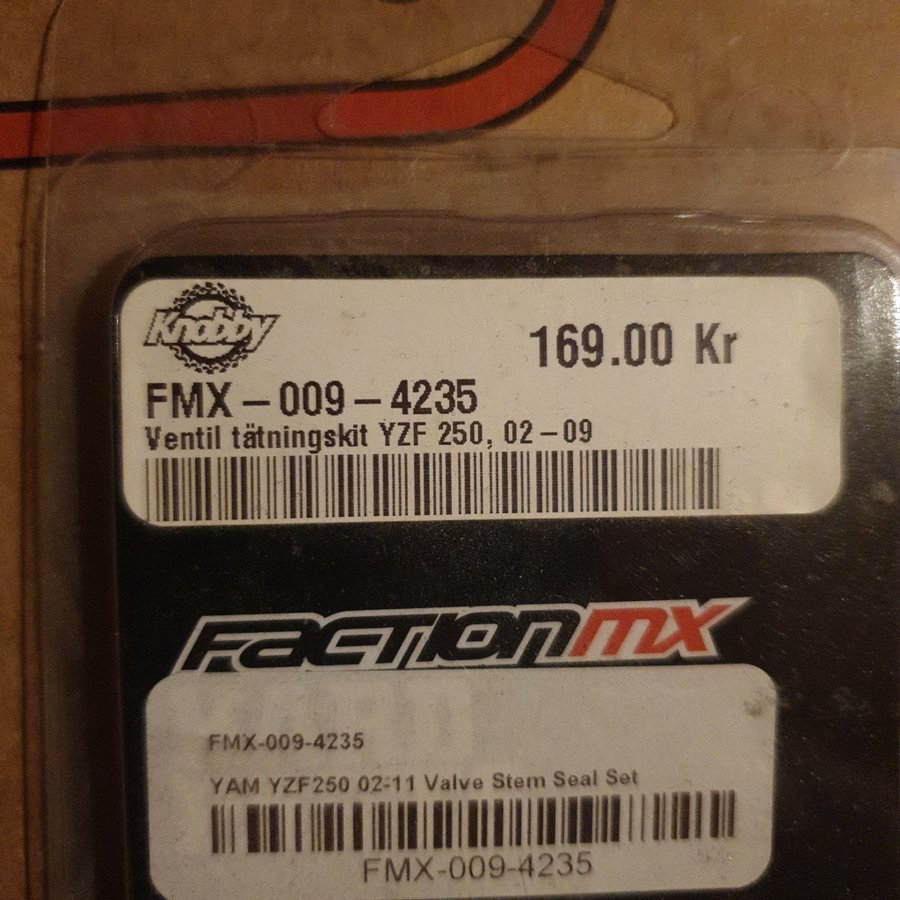 Knobby
169.00 Kr
FMX-009-4235
Ventil tätningskit YZF 250, 02-09
FACTIONMX
FMX-009-4235
YAM YZF250 02-11 Valve Stem Seal Set
FMX-009-4235